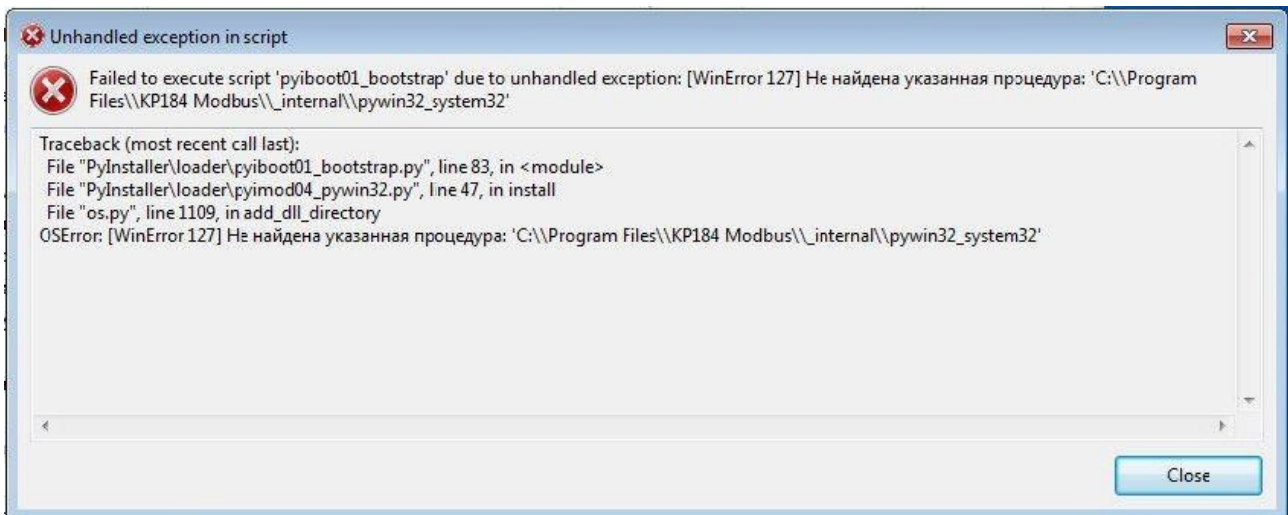 Unhandled exception in script
Failed to execute script 'pyiboot01_bootstrap' due to unhandled exception: [WinError 127] Не найдена указанная процедура: 'C:\\Program
Files\\KP184 Modbus\\_internal\\pywin32_system32'
Traceback (most recent call last):
File "PyInstaller\loader\pyiboot01_bootstrap.py", line 83, in <module>
File "PyInstaller\loader\pyimod04_pywin32.py", line 47, in install
File "os.py", line 1109, in add_dll_directory
OSError: [WinError 127] Не найдена указанная процедура: 'C:\\Program Files\\KP184 Modbus\\_internal\\pywin32_system32'
Close